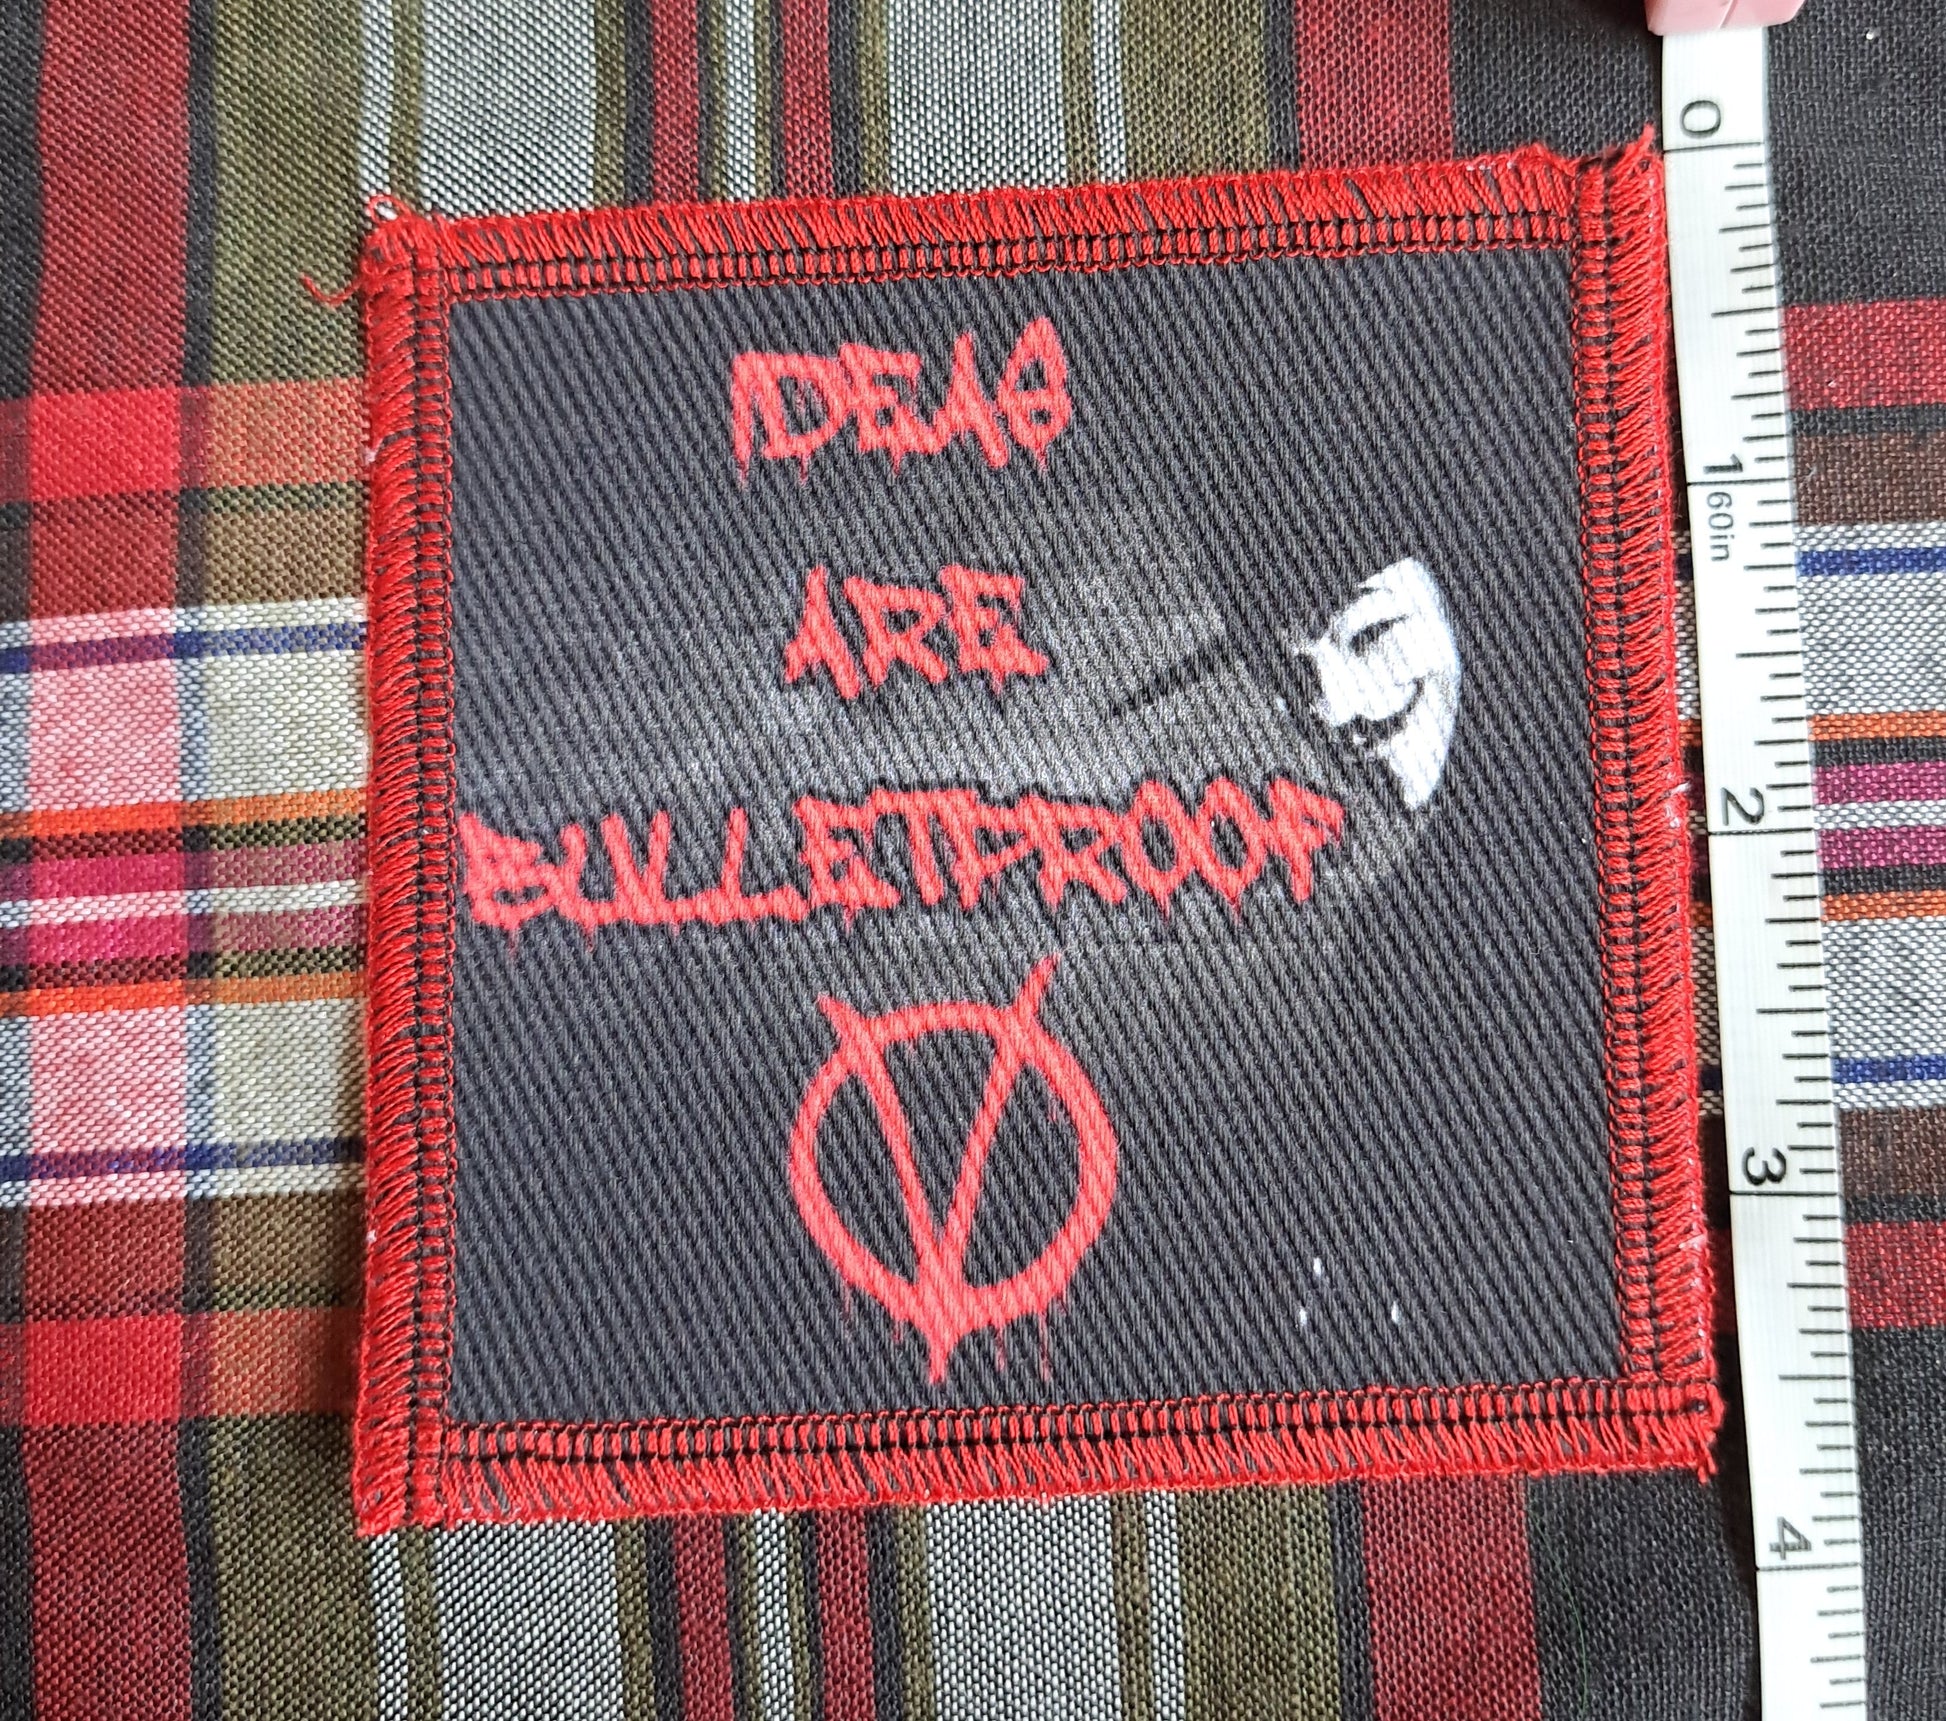 IDEAS
ARE
BULLETPROOF
V
0
1
60in
2
3
4